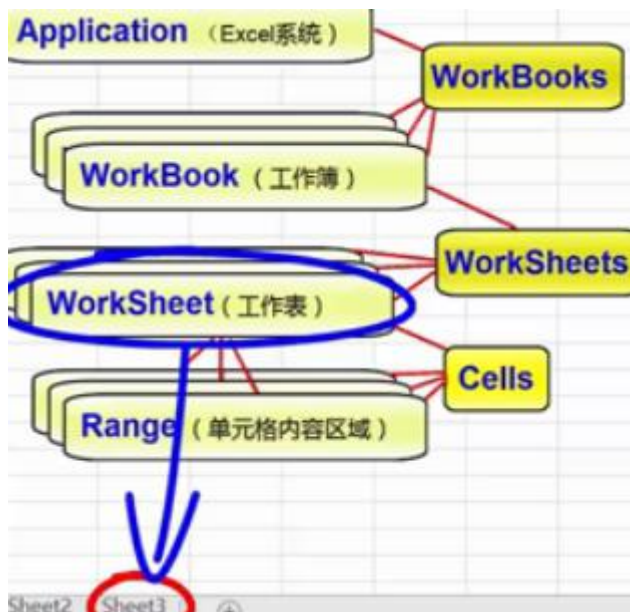 Application （Excel系统）
WorkBooks
WorkBook（工作簿）
WorkSheets
WorkSheet（工作表）
Cells
Range（单元格内容区域）
Sheet2 Sheet3